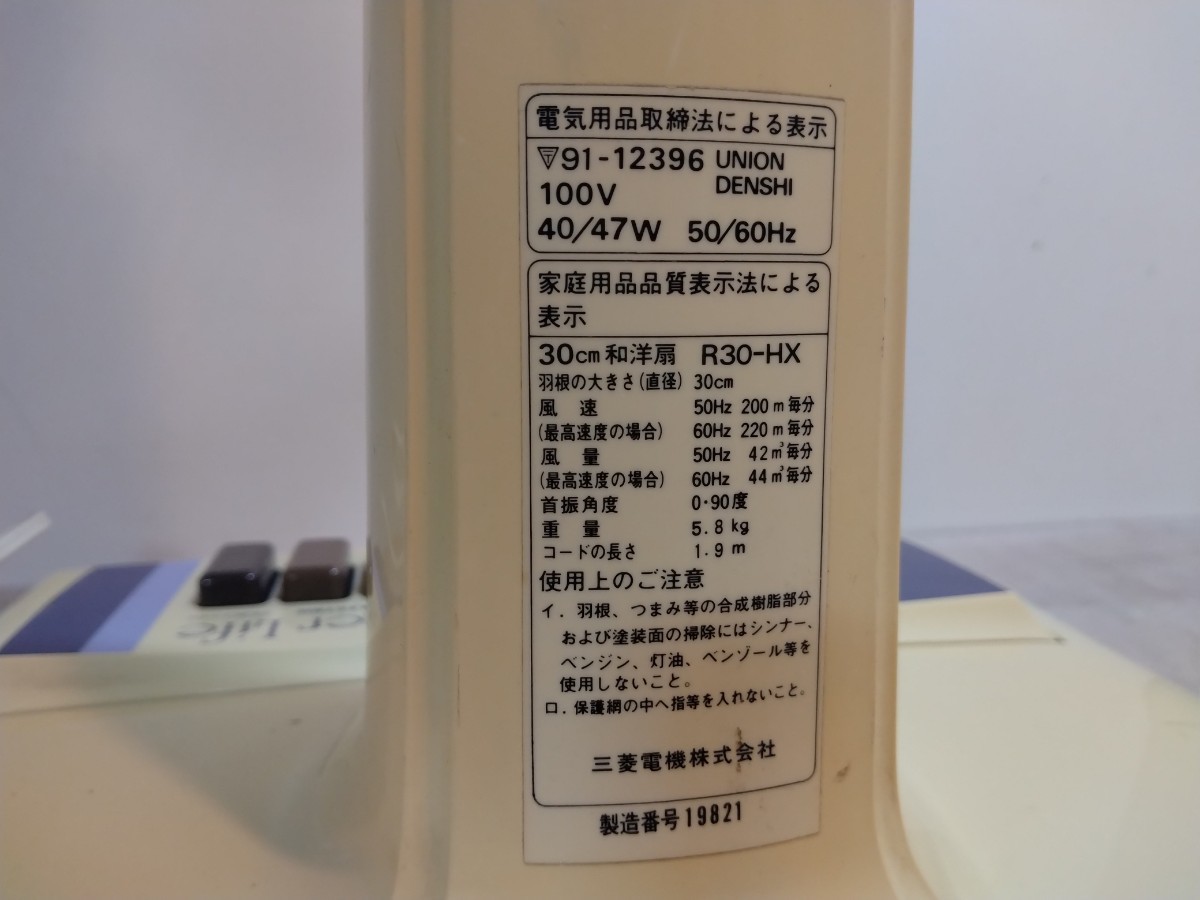 電気用品取締法による表示
91-12396 UNION DENSHI
100V
40/47W 50/60Hz
家庭用品品質表示法による
表示
30cm 和洋扇 R30-HX
羽根の大きさ(直径) 30cm
風 速 50Hz 200m毎分
(最高速度の場合) 60Hz 220m毎分
風 量 50Hz 42m³毎分
(最高速度の場合) 60Hz 44m³毎分
首振角度 0・90度
重 量 5.8kg
コードの長さ 1.9m
使用上のご注意
イ. 羽根、つまみ等の合成樹脂部分
および塗装面の掃除にはシンナー、
ベンジン、灯油、ベンゾール等を
使用しないこと。
ロ. 保護網の中へ指等を入れないこと。
三菱電機株式会社
製造番号19821